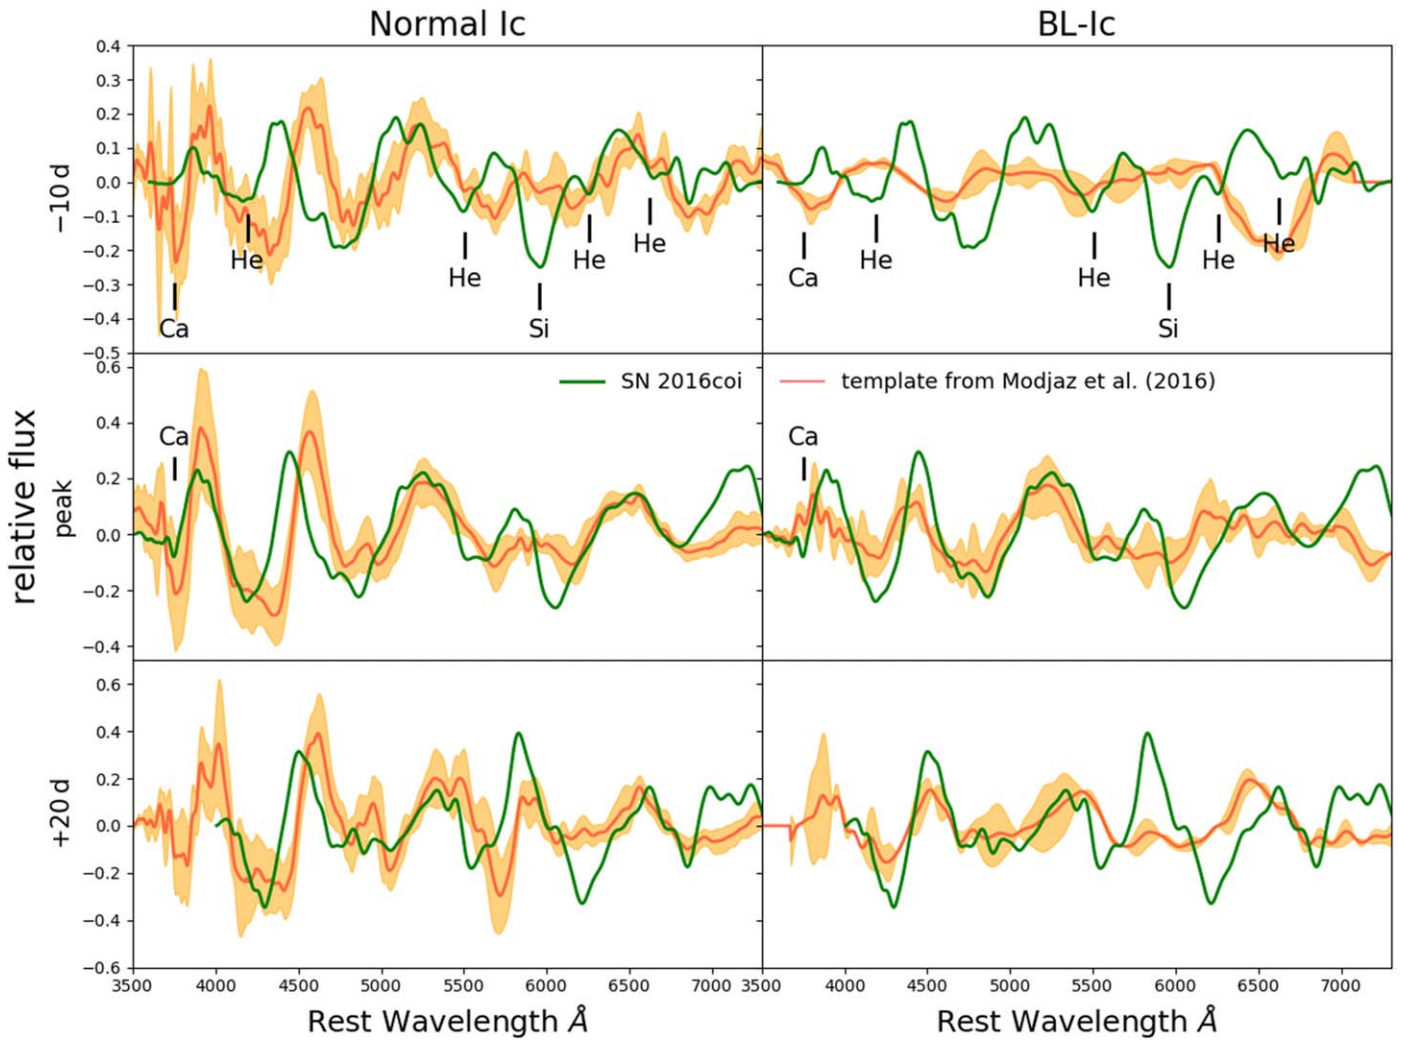 Normal Ic BL-Ic
0.4
0.3
0.2
0.1
0.0
−0.1
−0.2
−0.3
−0.4
−0.5
−10 d
Ca He He Si He He
Ca He He Si He He
0.6
0.4
0.2
0.0
−0.2
−0.4
relative flux
peak
SN 2016coi template from Modjaz et al. (2016)
Ca Ca
0.6
0.4
0.2
0.0
−0.2
−0.4
−0.6
+20 d
3500 4000 4500 5000 5500 6000 6500 7000 3500 4000 4500 5000 5500 6000 6500 7000
Rest Wavelength Å Rest Wavelength Å